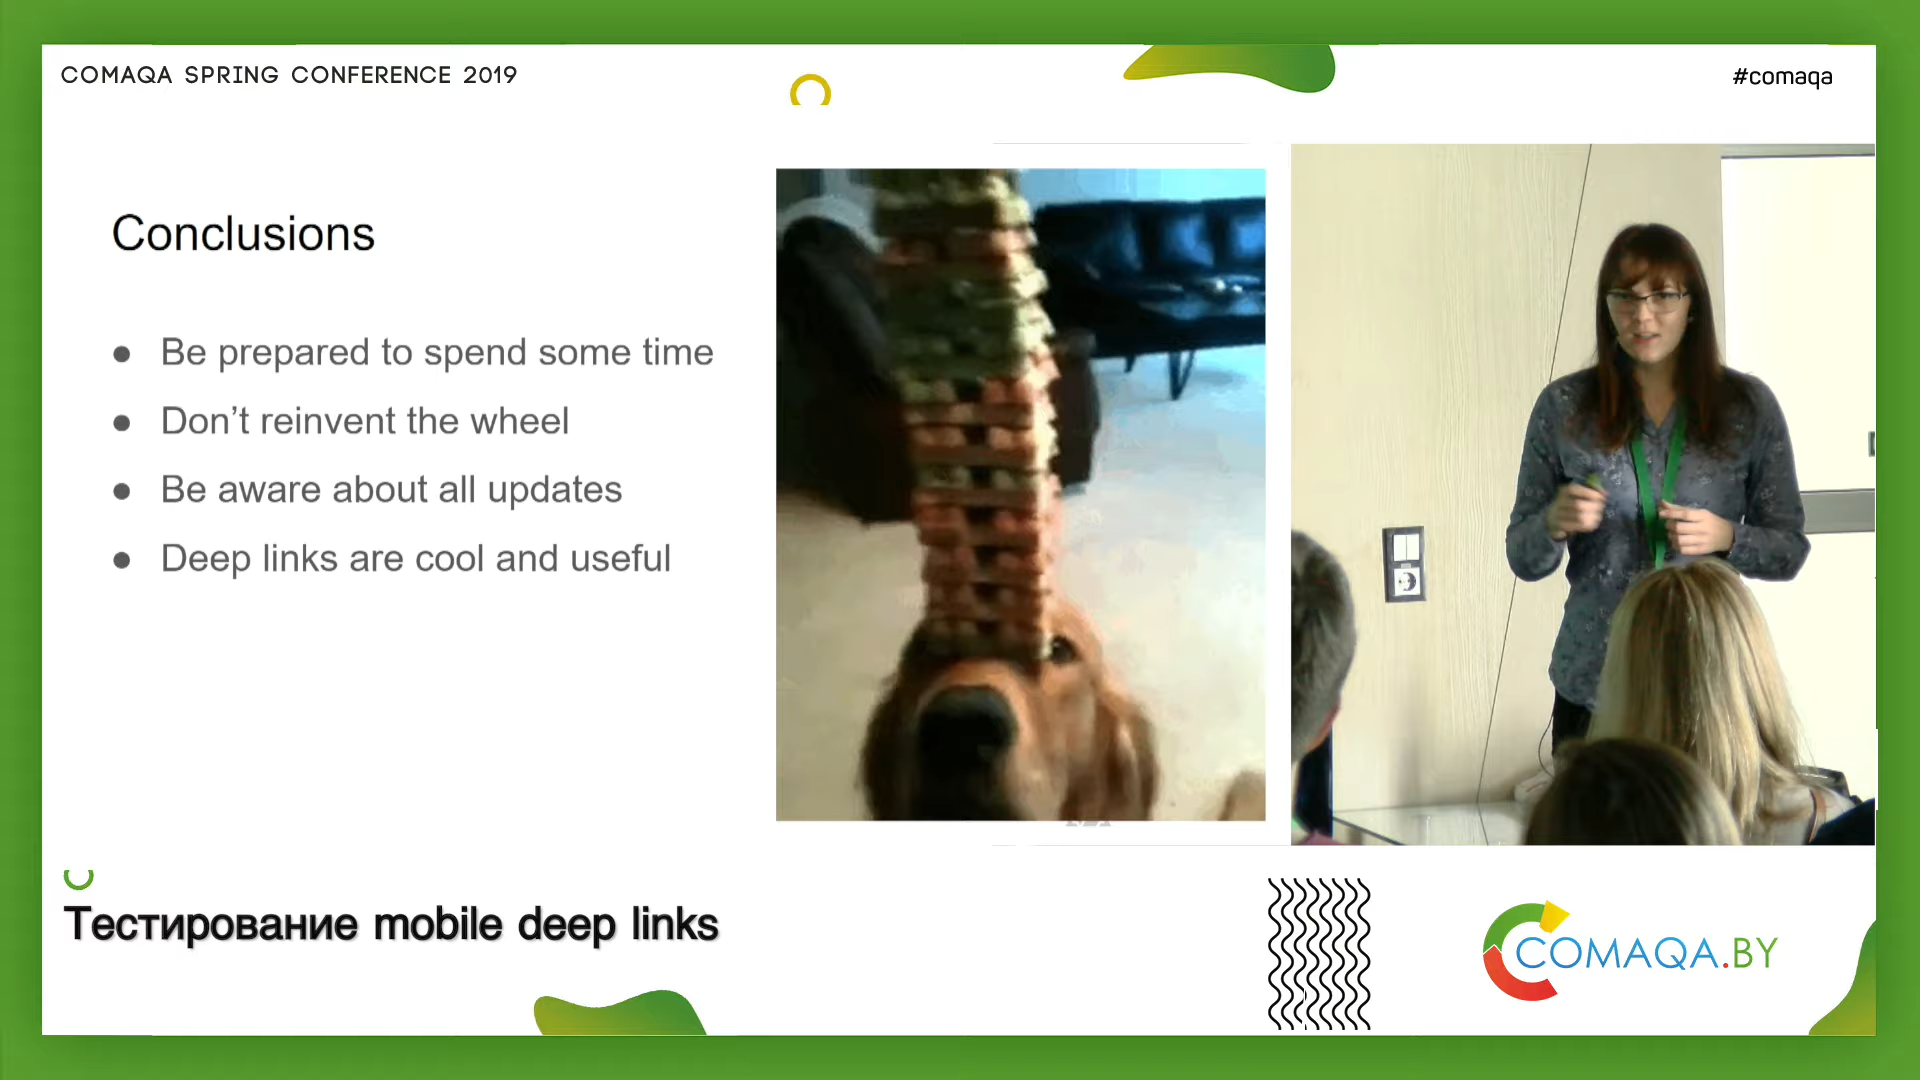 COMAQA SPRING CONFERENCE 2019
#comaqa
Conclusions
● Be prepared to spend some time
● Don’t reinvent the wheel
● Be aware about all updates
● Deep links are cool and useful
Тестирование mobile deep links
COMAQA.BY